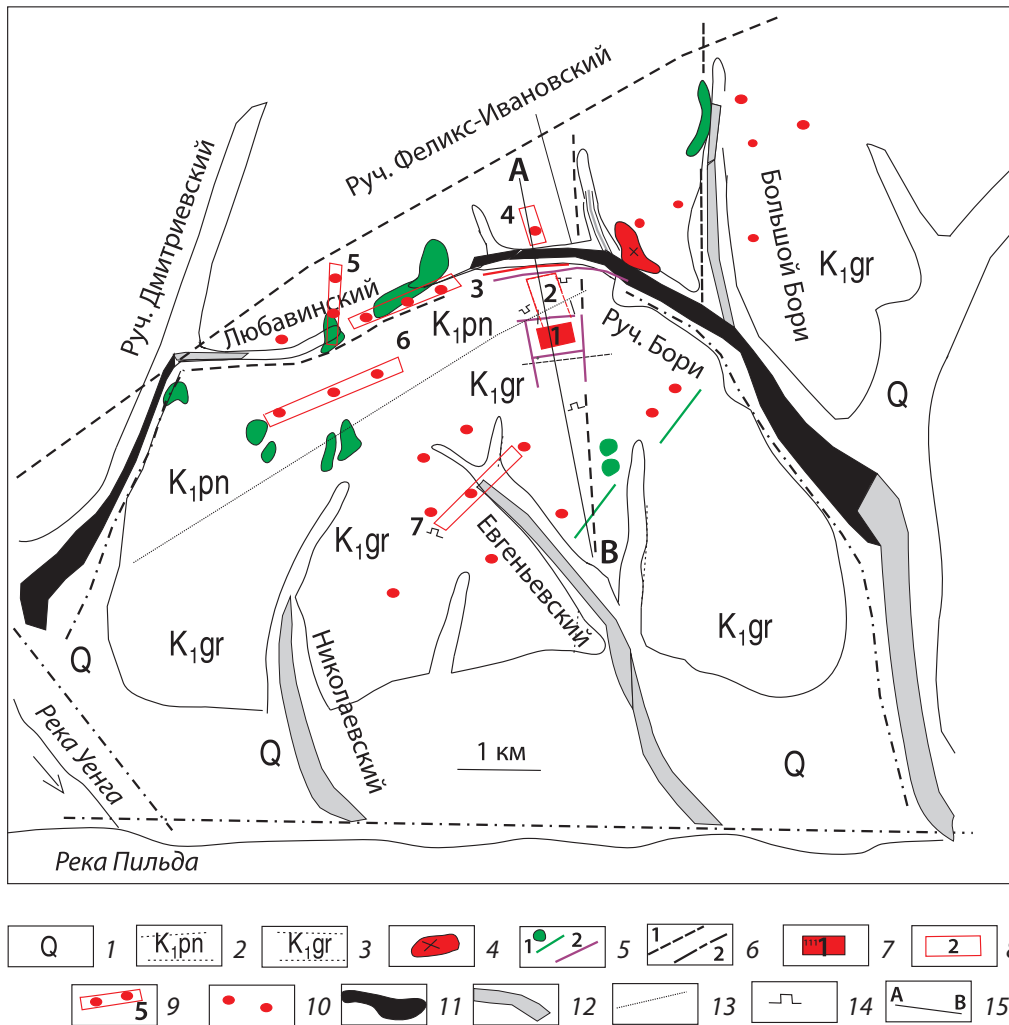 Руч. Дмитриевский
Руч. Феликс-Ивановский
Большой Бори
A
4
K₁gr
5
Любавинский
3
2
6
K₁pn
1
Руч. Бори
K₁gr
Q
K₁pn
7
K₁gr
Евгеньевский
B
K₁gr
Q
K₁gr
Николаевский
Река Уенга
Q
1 км
Q
Река Пильда
Q 1
K₁pn 2
K₁gr 3
4
1 2 5
1 2 6
1 7
2
5 9
10
11
12
13
14
A B 15